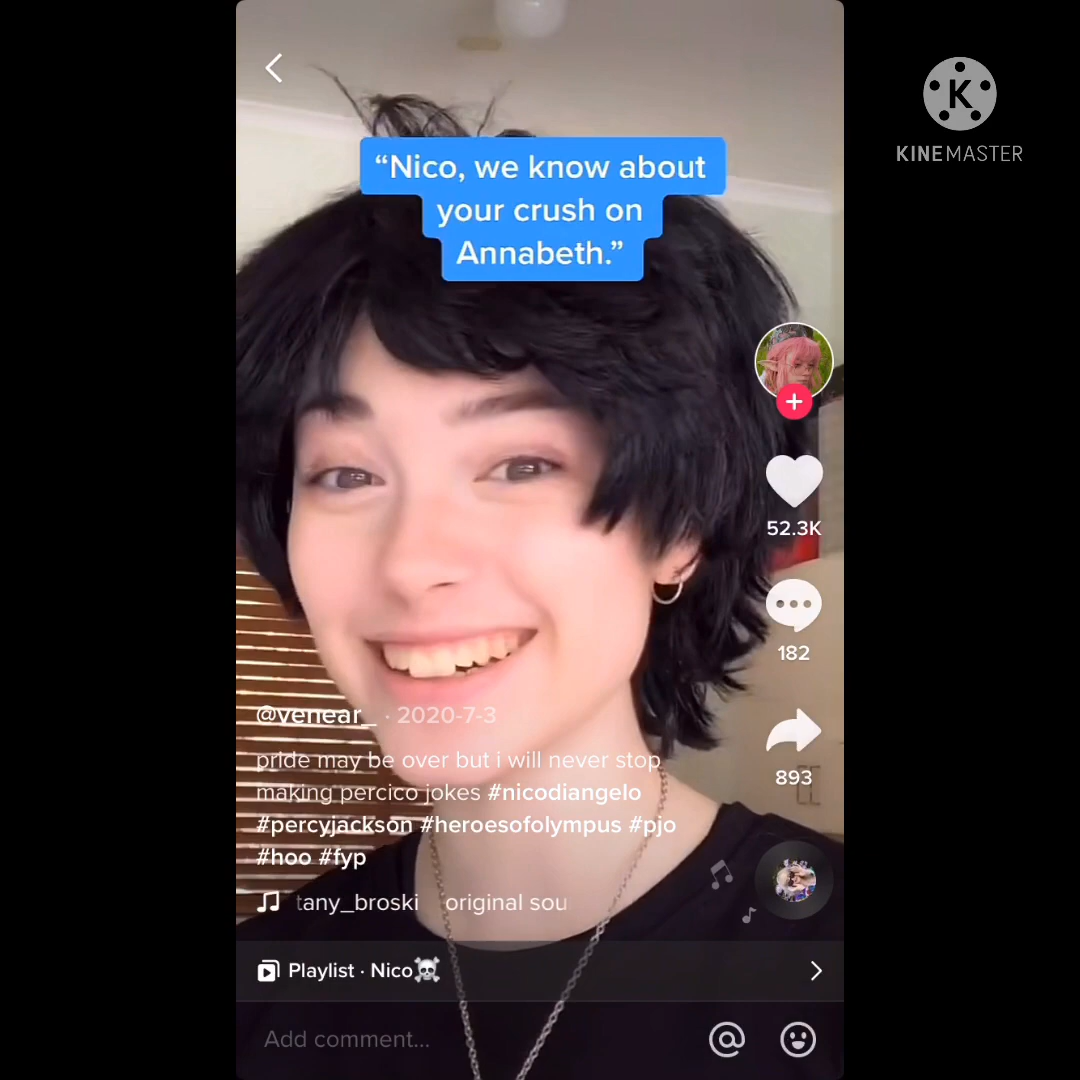 KINEMASTER
“Nico, we know about
your crush on
Annabeth.”
52.3K
182
893
@venear_ · 2020-7-3
pride may be over but i will never stop
making percico jokes #nicodiangelo
#percyjackson #heroesofolympus #pjo
#hoo #fyp
tany_broski original sou
Playlist · Nico☠️
Add comment...